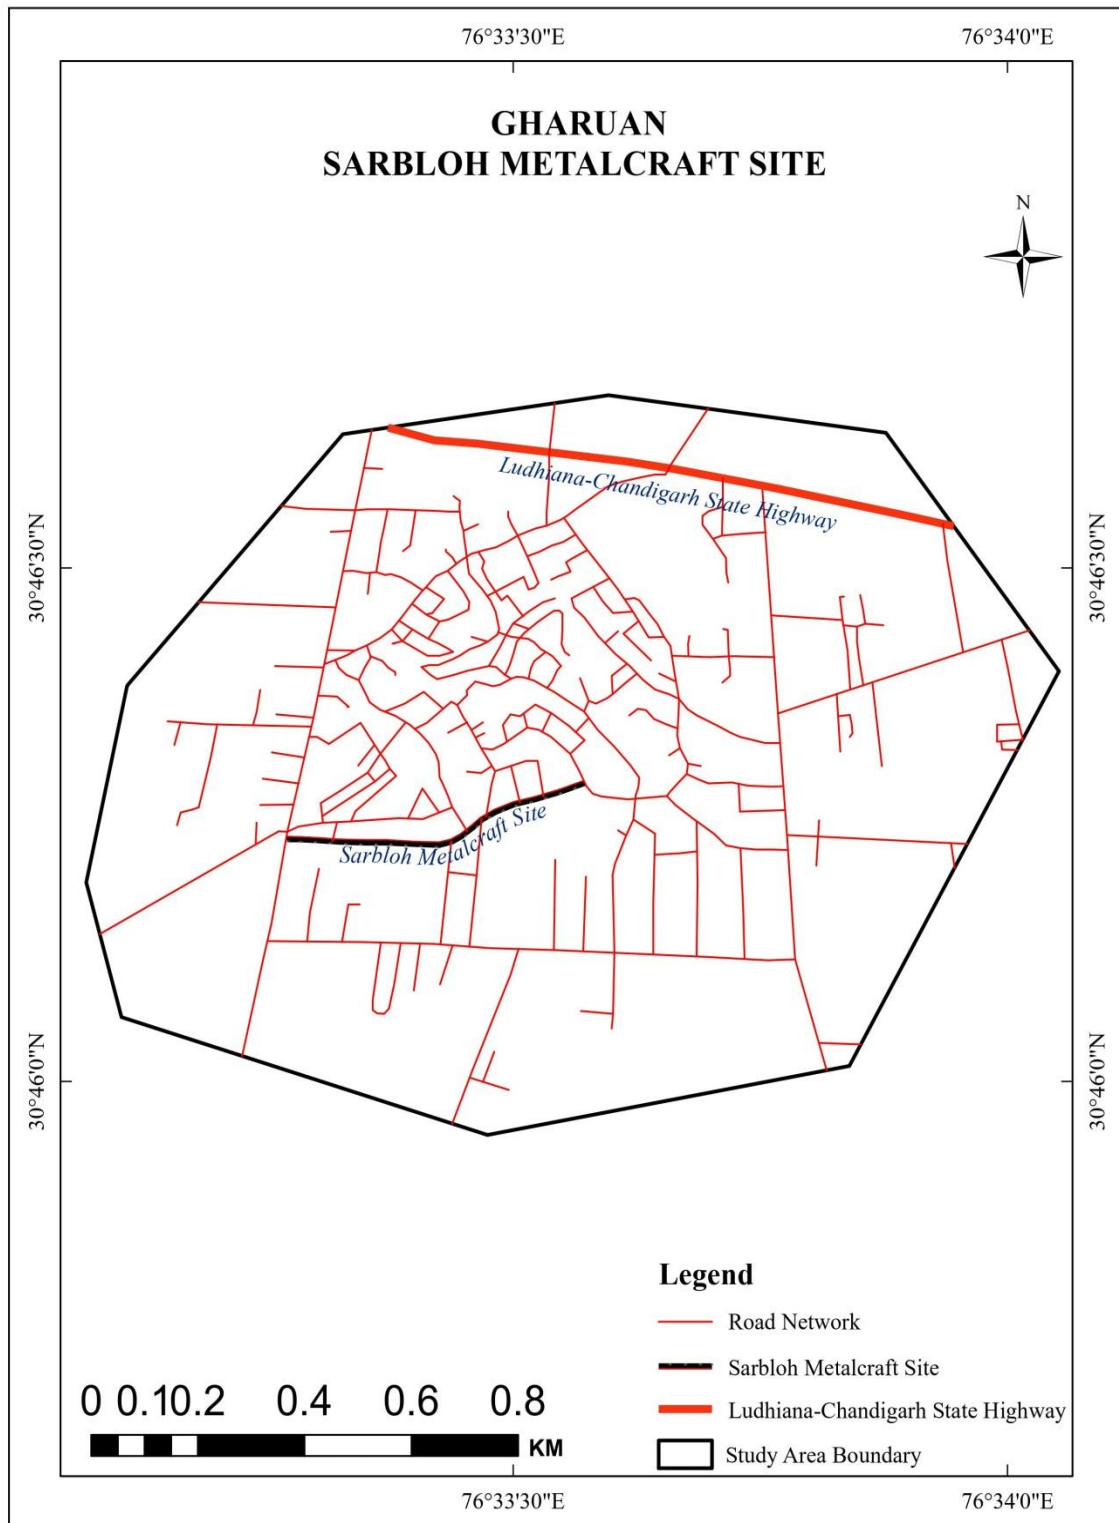 76°33'30"E
76°34'0"E
GHARUAN
SARBLOH METALCRAFT SITE
N
Ludhiana-Chandigarh State Highway
30°46'30"N
30°46'30"N
Sarbloh Metalcraft Site
30°46'0"N
30°46'0"N
Legend
Road Network
Sarbloh Metalcraft Site
Ludhiana-Chandigarh State Highway
Study Area Boundary
0 0.10.2 0.4 0.6 0.8
KM
76°33'30"E
76°34'0"E